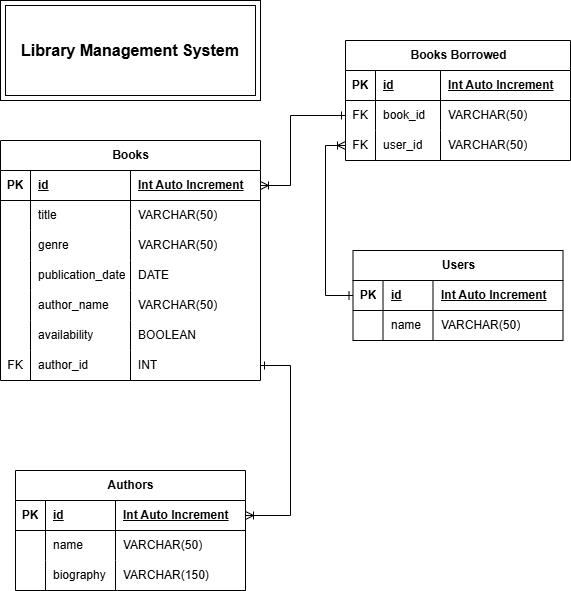 Library Management System
Books Borrowed
PK id Int Auto Increment
FK book_id VARCHAR(50)
FK user_id VARCHAR(50)
Books
PK id Int Auto Increment
title VARCHAR(50)
genre VARCHAR(50)
publication_date DATE
author_name VARCHAR(50)
availability BOOLEAN
FK author_id INT
Users
PK id Int Auto Increment
name VARCHAR(50)
Authors
PK id Int Auto Increment
name VARCHAR(50)
biography VARCHAR(150)